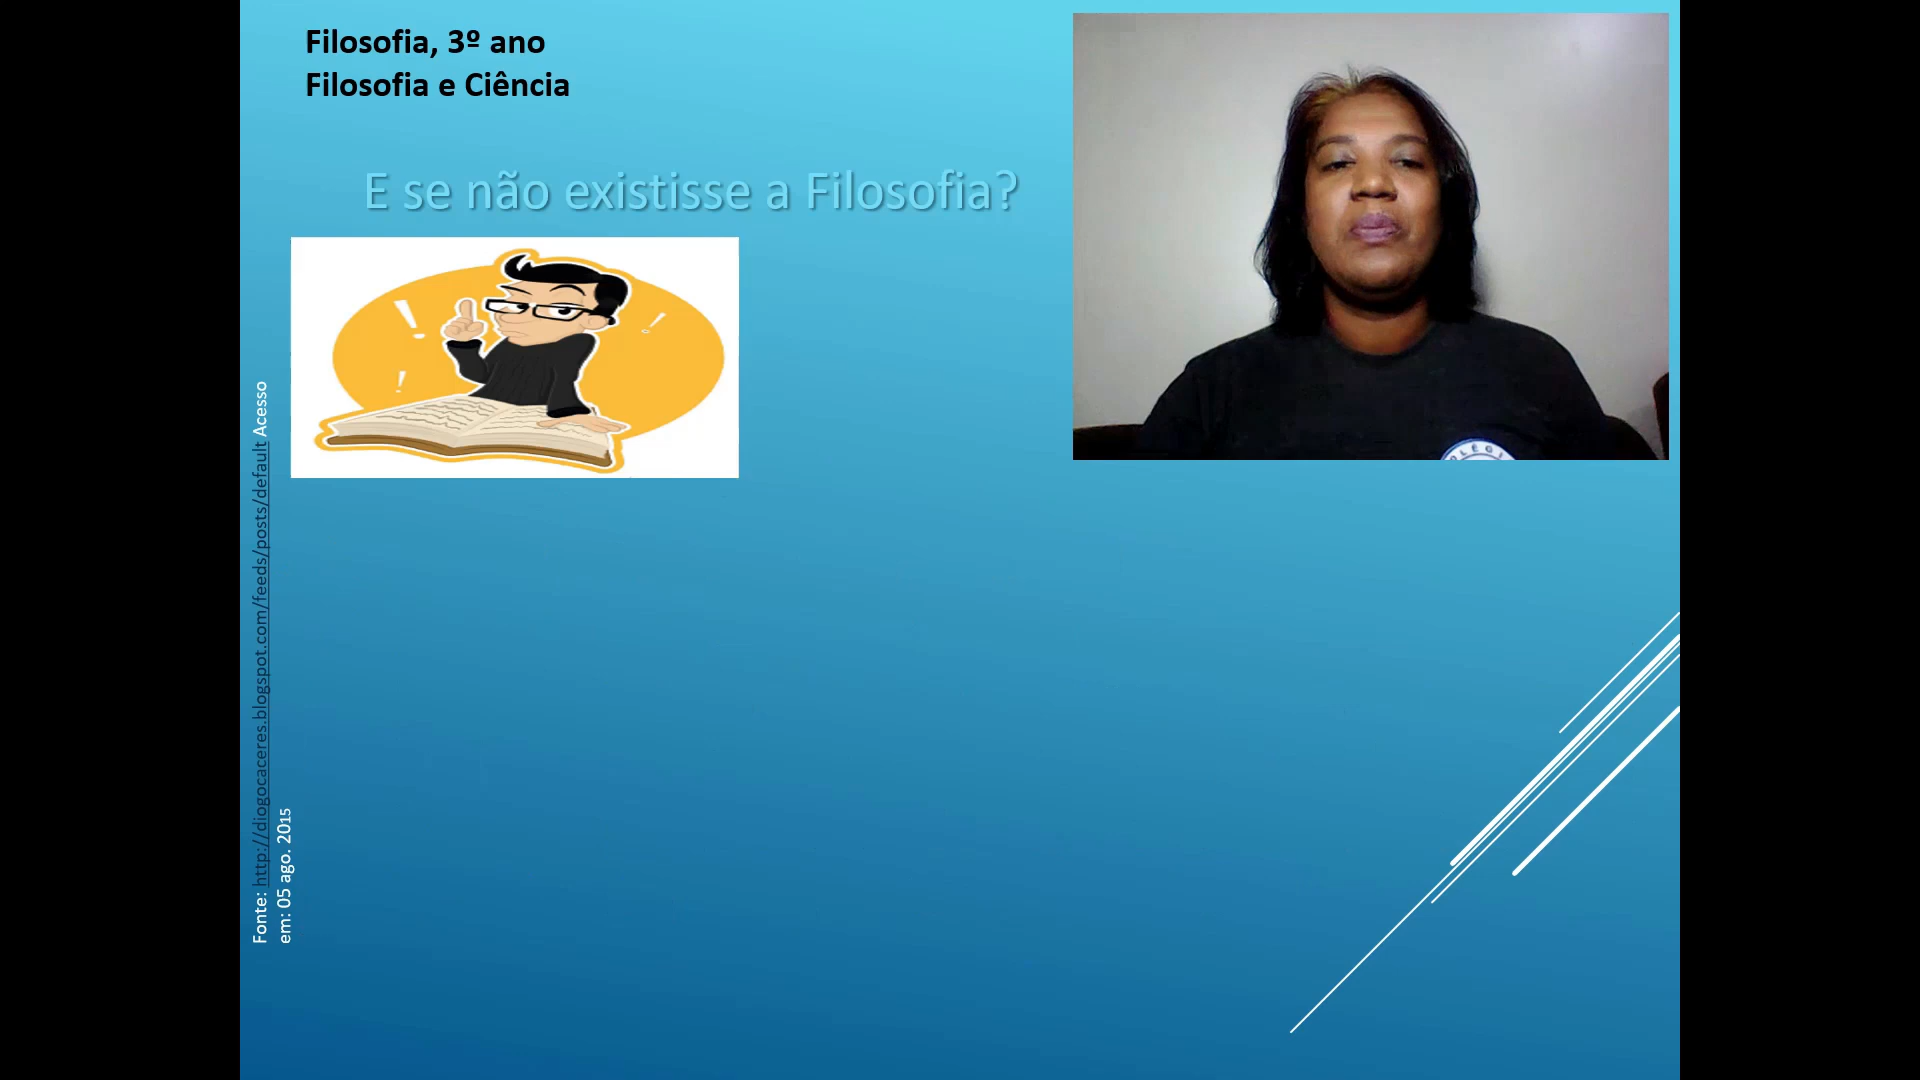 Filosofia, 3º ano
Filosofia e Ciência
E se não existisse a Filosofia?
Fonte: http://diogocaceres.blogspot.com/feeds/posts/default Acesso
em: 05 ago. 2015